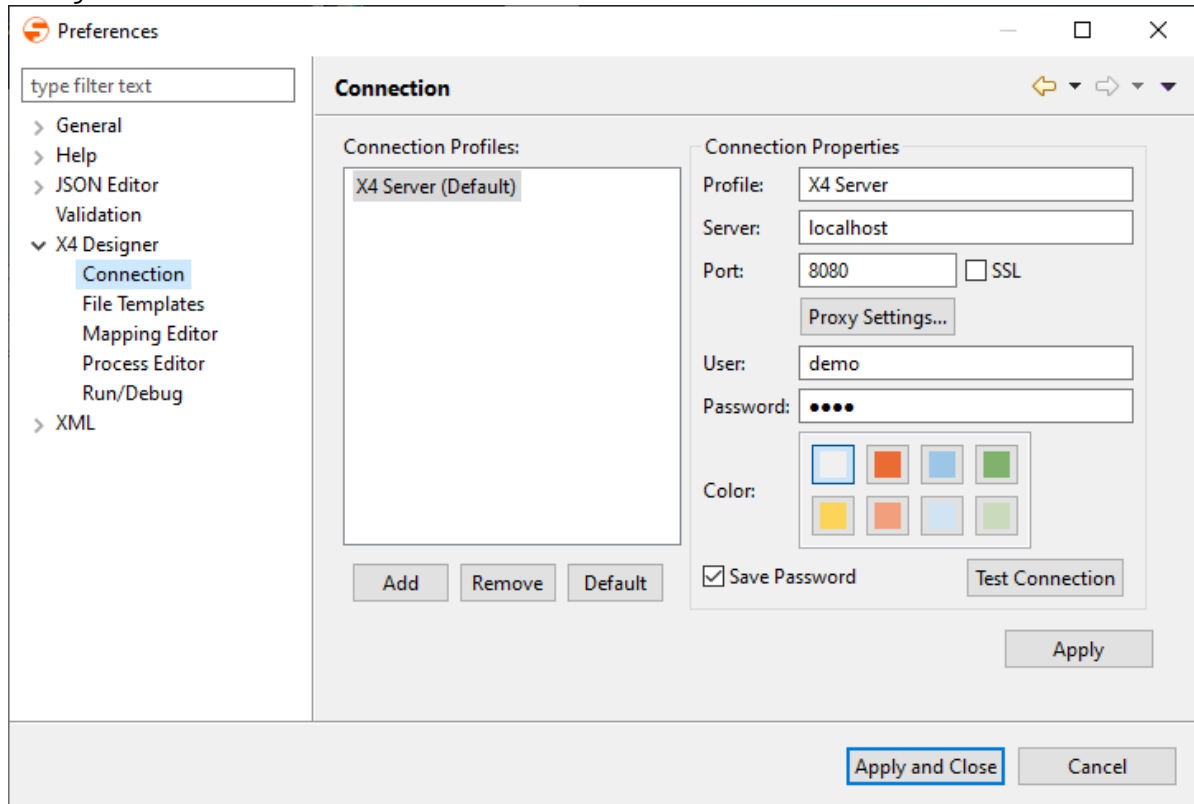 Preferences
type filter text
General
Help
JSON Editor
Validation
X4 Designer
Connection
File Templates
Mapping Editor
Process Editor
Run/Debug
XML
Connection
Connection Profiles:
X4 Server (Default)
Add Remove Default
Connection Properties
Profile: X4 Server
Server: localhost
Port: 8080 SSL
Proxy Settings...
User: demo
Password: ●●●●
Color:
Save Password Test Connection
Apply
Apply and Close Cancel